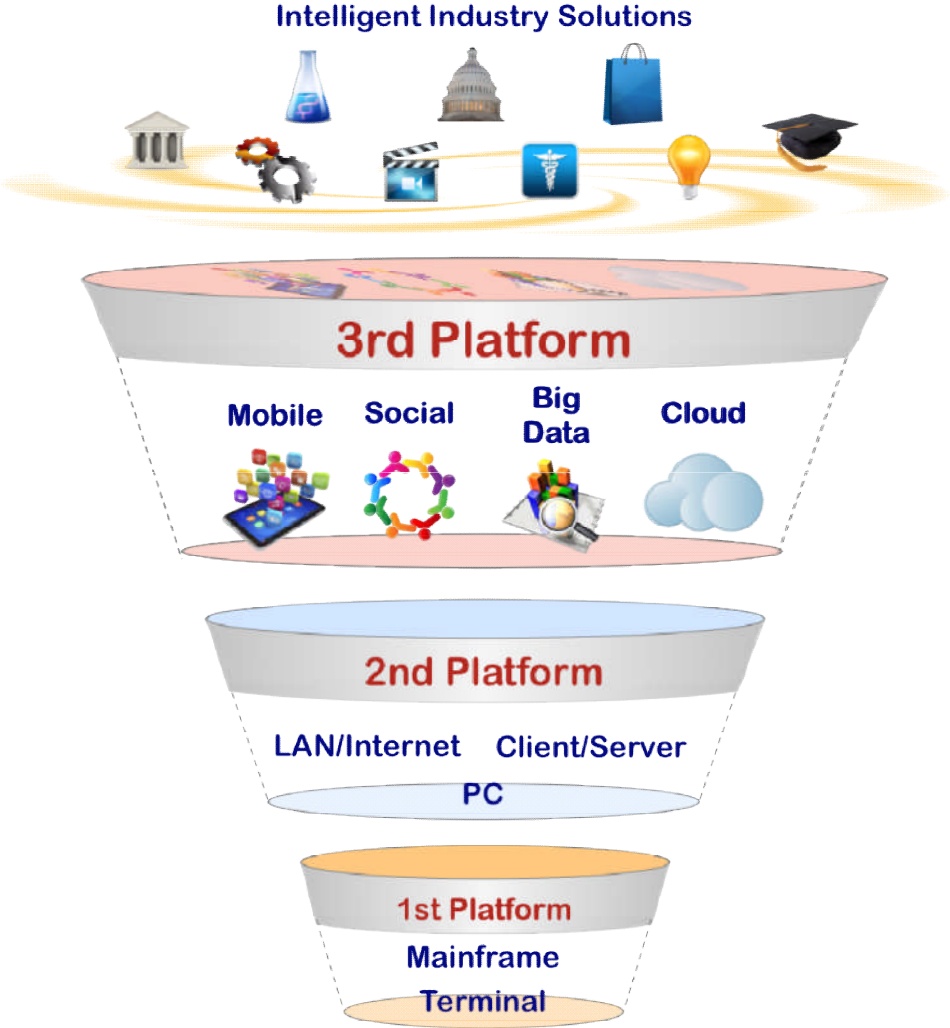 Intelligent Industry Solutions
3rd Platform
Mobile
Social
Big
Data
Cloud
2nd Platform
LAN/Internet
Client/Server
PC
1st Platform
Mainframe
Terminal